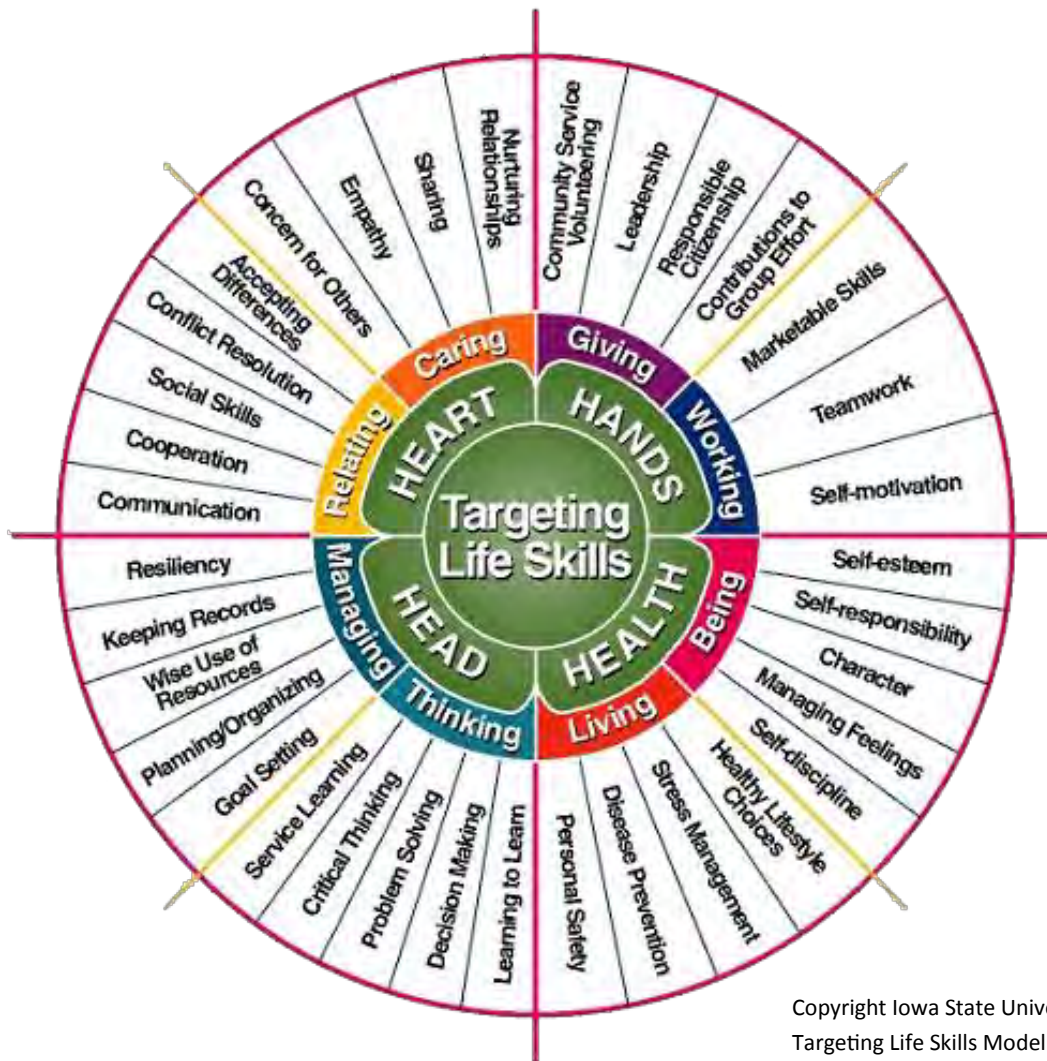 Targeting
Life Skills
HEART
HANDS
HEALTH
HEAD
Caring
Giving
Working
Being
Living
Thinking
Managing
Relating
Community Service
Volunteering
Leadership
Responsible
Citizenship
Contributions to
Group Effort
Marketable Skills
Teamwork
Self-motivation
Self-esteem
Self-responsibility
Character
Managing Feelings
Self-discipline
Healthy Lifestyle
Choices
Stress Management
Disease Prevention
Personal Safety
Learning to Learn
Decision Making
Problem Solving
Critical Thinking
Service Learning
Goal Setting
Planning/Organizing
Wise Use of
Resources
Keeping Records
Resiliency
Communication
Cooperation
Social Skills
Conflict Resolution
Accepting
Differences
Concern for Others
Empathy
Sharing
Nurturing
Relationships
Copyright Iowa State Unive
Targeting Life Skills Model